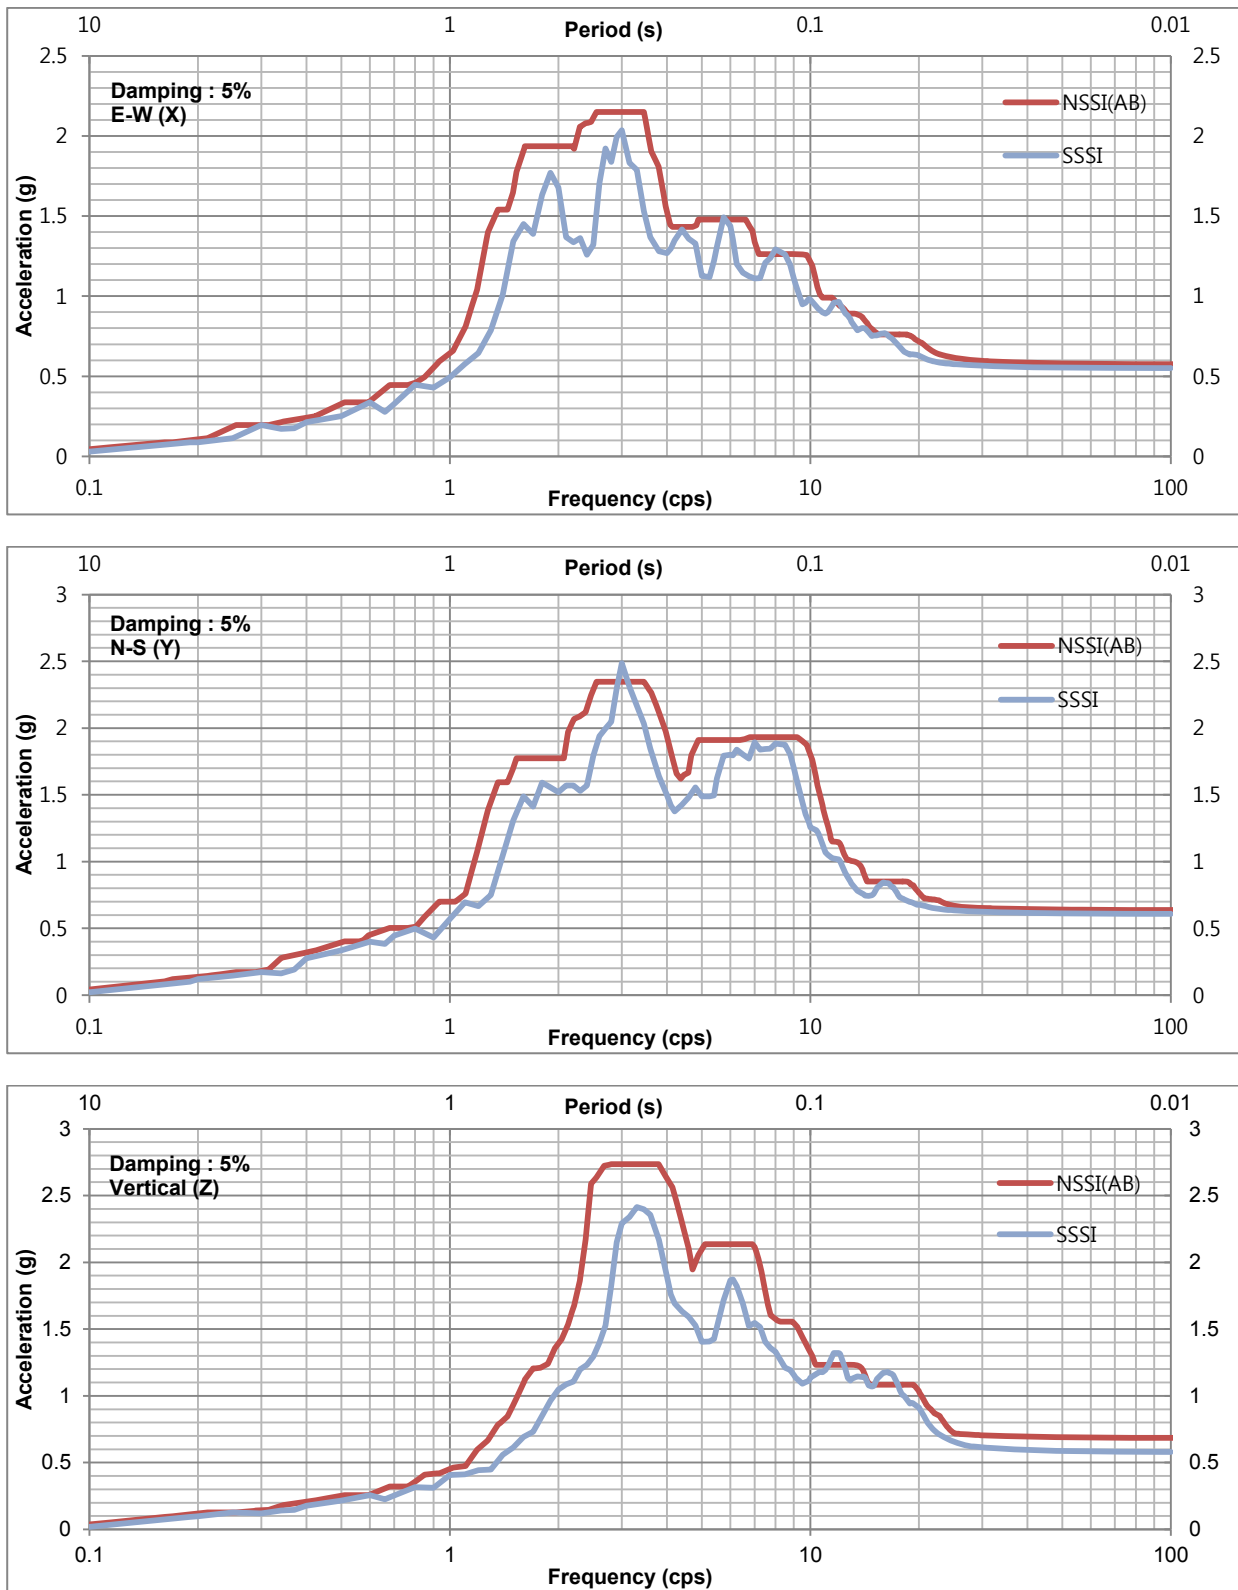 10 1 Period (s) 0.1 0.01
2.5 2.5
Damping : 5%
E-W (X)
NSSI(AB)
2 2
SSSI
1.5 1.5
Acceleration (g)
1 1
0.5 0.5
0 0
0.1 1 10 100
Frequency (cps)
10 1 Period (s) 0.1 0.01
3 3
Damping : 5%
N-S (Y)
NSSI(AB)
2.5 2.5
SSSI
2 2
1.5 1.5
Acceleration (g)
1 1
0.5 0.5
0 0
0.1 1 10 100
Frequency (cps)
10 1 Period (s) 0.1 0.01
3 3
Damping : 5%
Vertical (Z)
NSSI(AB)
2.5 2.5
SSSI
2 2
1.5 1.5
Acceleration (g)
1 1
0.5 0.5
0 0
0.1 1 10 100
Frequency (cps)